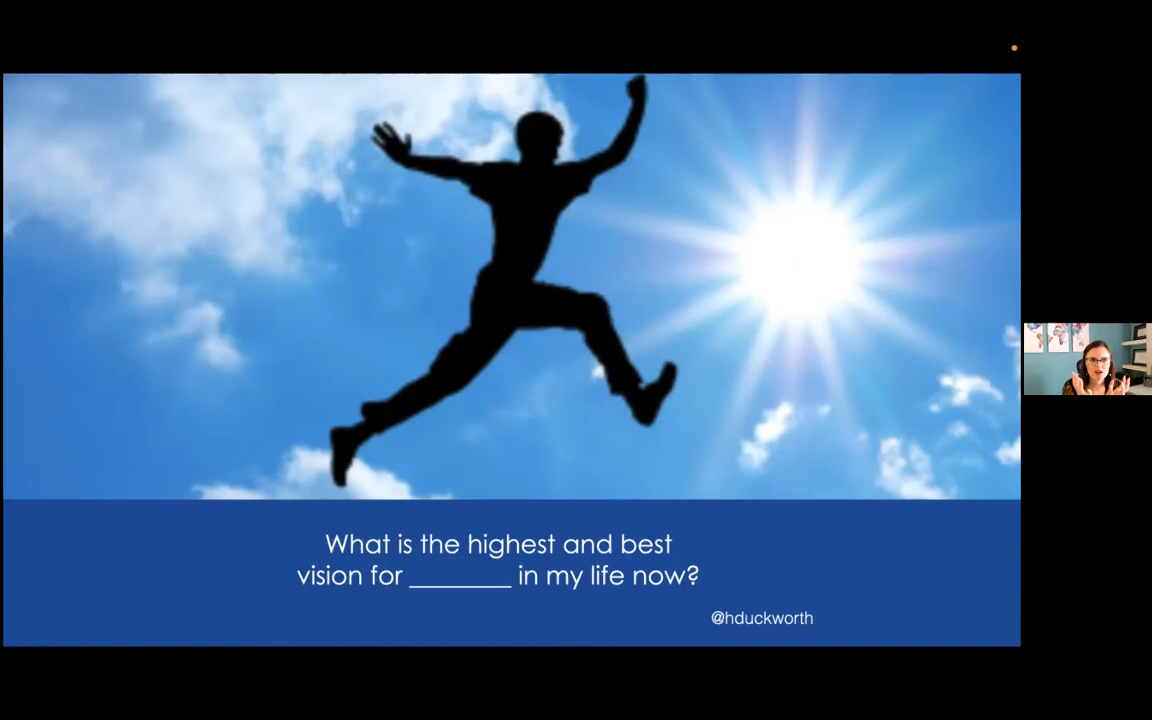 What is the highest and best
vision for ________ in my life now?
@hduckworth